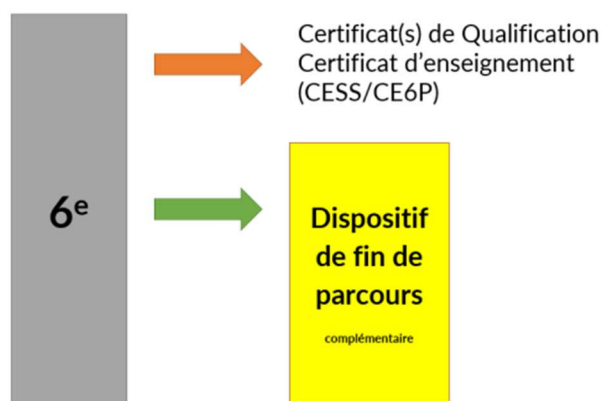 Certificat(s) de Qualification
Certificat d'enseignement
(CESS/CE6P)
6e
Dispositif
de fin de
parcours
complémentaire